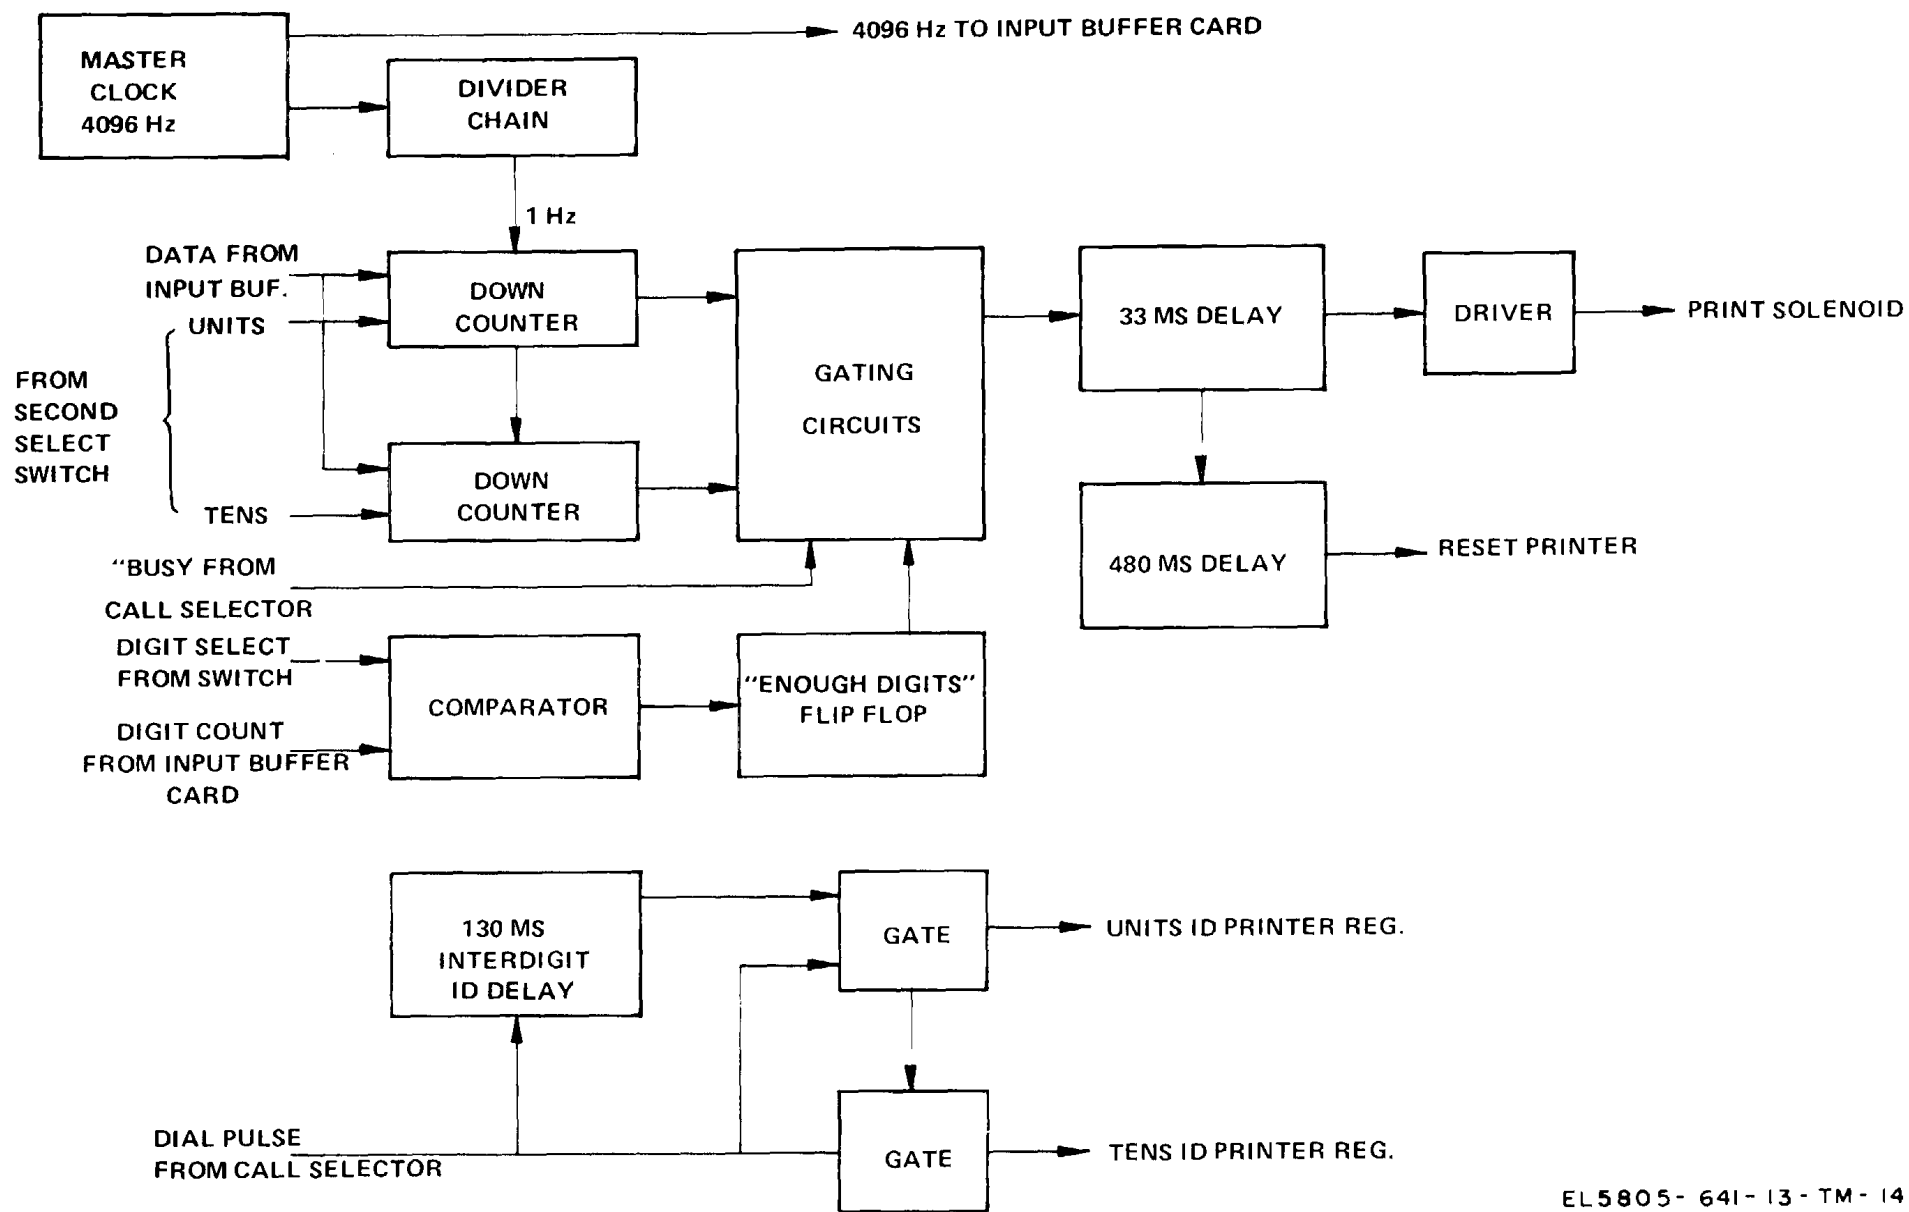 4096 Hz TO INPUT BUFFER CARD
MASTER
CLOCK
4096 Hz
DIVIDER
CHAIN
1 Hz
DATA FROM
INPUT BUF.
UNITS
DOWN
COUNTER
FROM
SECOND
SELECT
SWITCH
TENS
DOWN
COUNTER
GATING
CIRCUITS
33 MS DELAY
DRIVER
PRINT SOLENOID
480 MS DELAY
RESET PRINTER
"BUSY FROM
CALL SELECTOR
DIGIT SELECT
FROM SWITCH
DIGIT COUNT
FROM INPUT BUFFER
CARD
COMPARATOR
"ENOUGH DIGITS"
FLIP FLOP
130 MS
INTERDIGIT
ID DELAY
GATE
UNITS ID PRINTER REG.
DIAL PULSE
FROM CALL SELECTOR
GATE
TENS ID PRINTER REG.
EL5805-641-13-TM-14